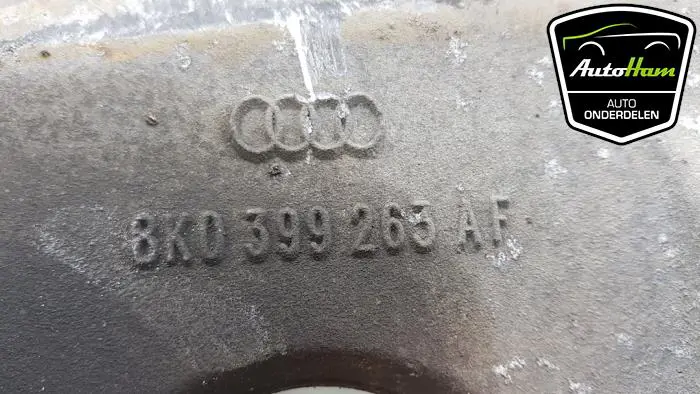 AutoHam
AUTO
ONDERDELEN
8K0 399 263 AF